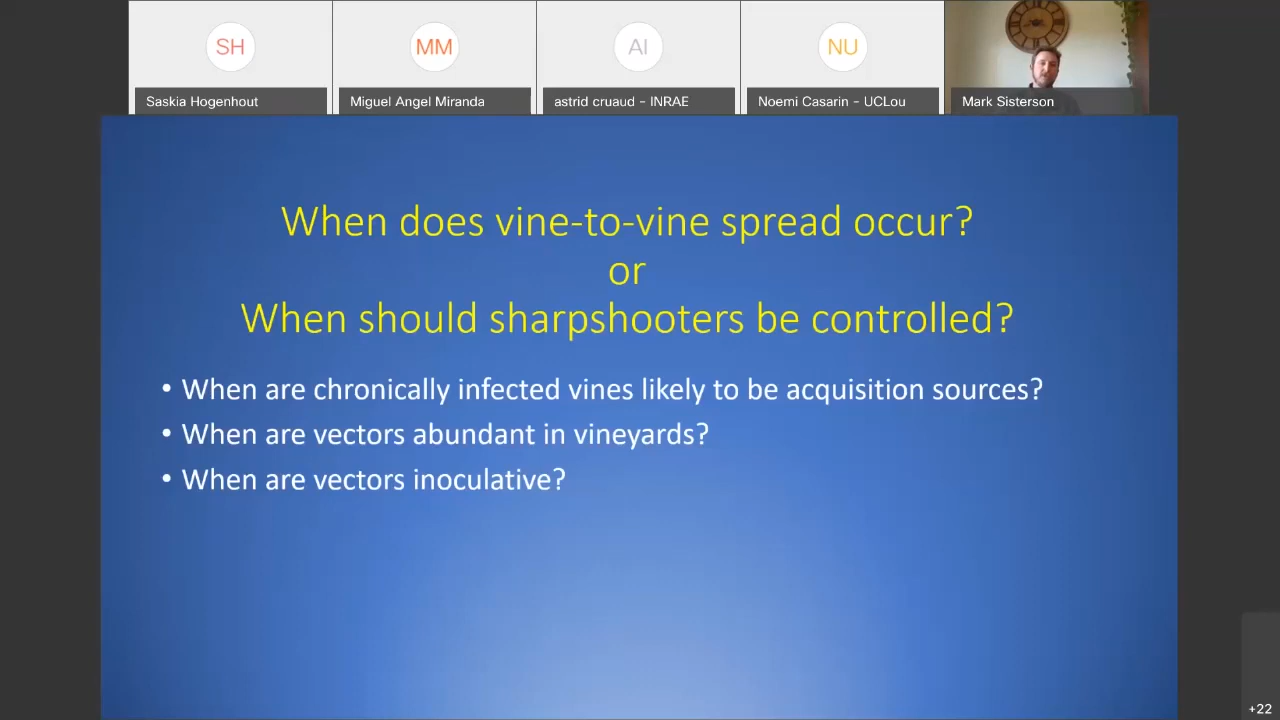 SH
MM
AI
NU
Saskia Hogenhout
Miguel Angel Miranda
astrid cruaud - INRAE
Noemi Casarin - UCLou
Mark Sisterson
When does vine-to-vine spread occur?
or
When should sharpshooters be controlled?
• When are chronically infected vines likely to be acquisition sources?
• When are vectors abundant in vineyards?
• When are vectors inoculative?
+22